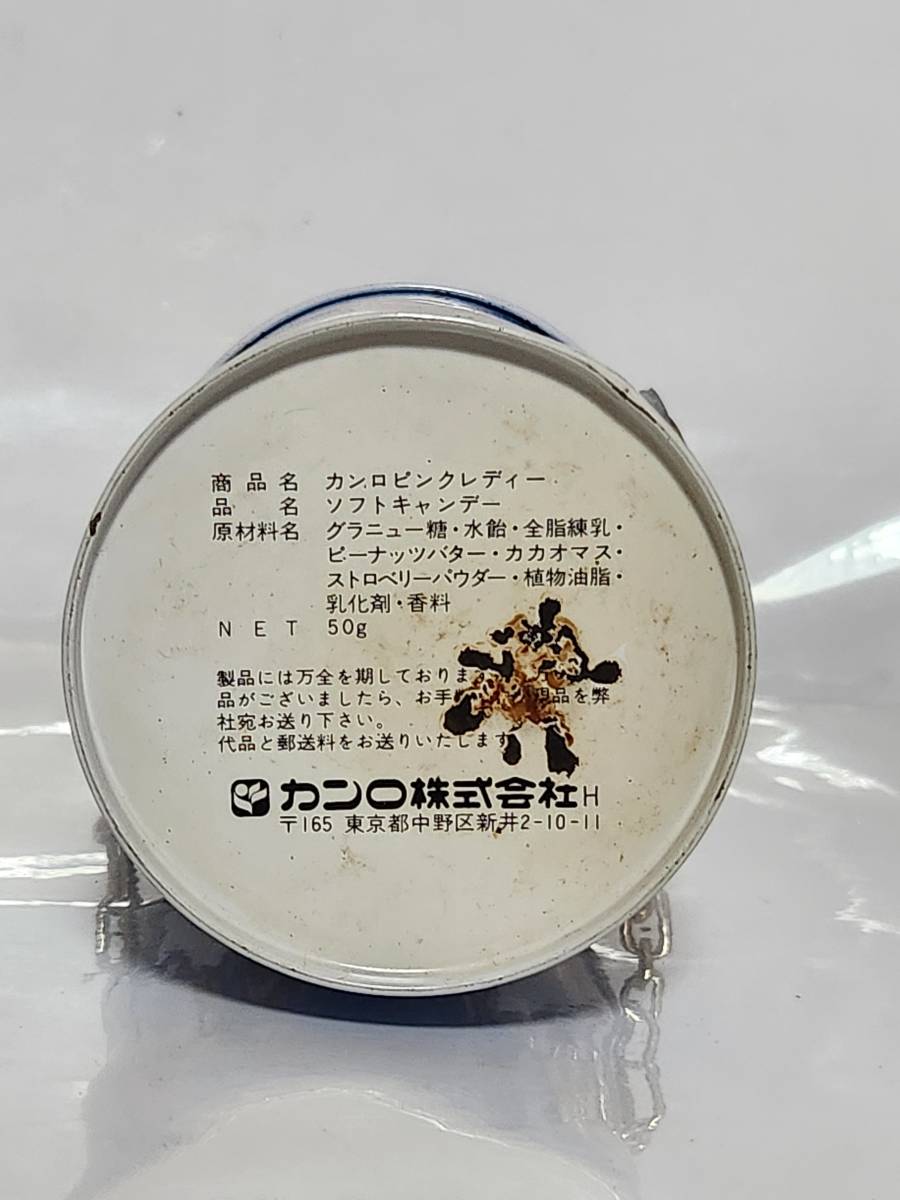 商品名 カンロピンクレディー
品名 ソフトキャンデー
原材料名 グラニュー糖・水飴・全脂練乳・
ピーナッツバター・カカオマス・
ストロベリーパウダー・植物油脂・
乳化剤・香料
NET 50g
製品には万全を期しております
品がございましたら、お手 現品を弊
社宛お送り下さい。
代品と郵送料をお送りいたします
カンロ株式会社H
〒165 東京都中野区新井2-10-11